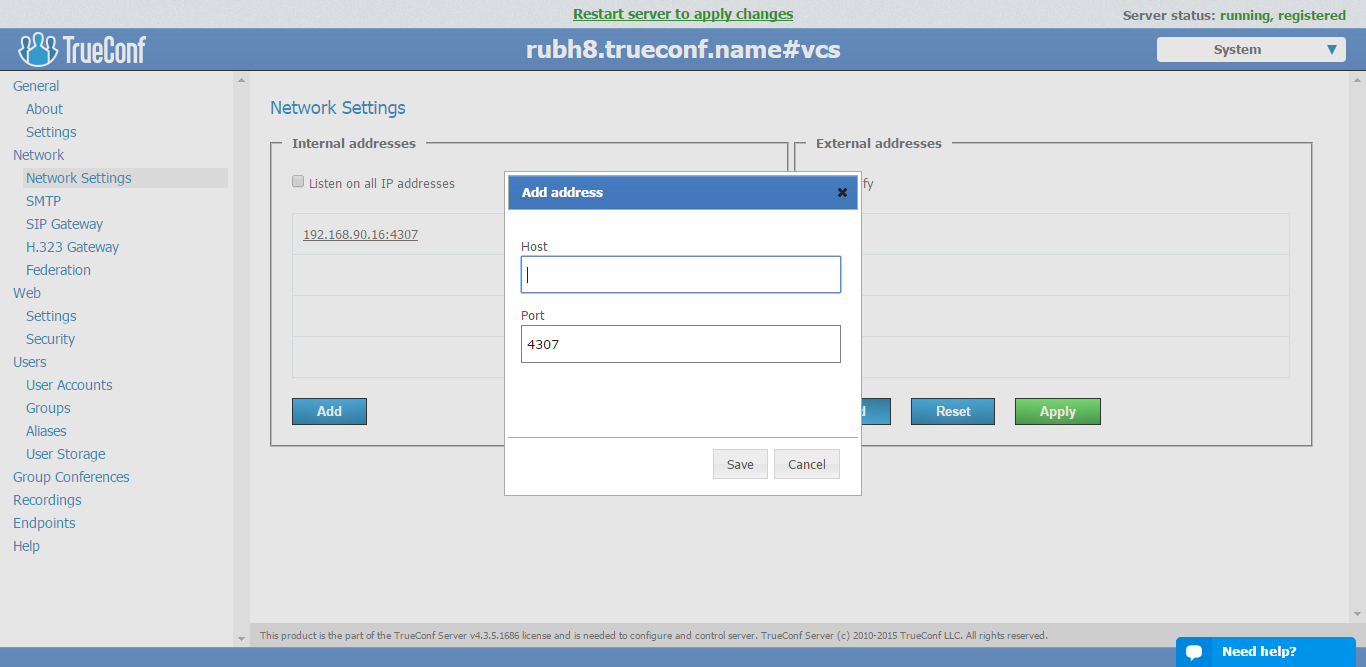 Restart server to apply changes
Server status: running, registered
TrueConf
rubh8.trueconf.name#vcs
System
General
About
Settings
Network
Network Settings
SMTP
SIP Gateway
H.323 Gateway
Federation
Web
Settings
Security
Users
User Accounts
Groups
Aliases
User Storage
Group Conferences
Recordings
Endpoints
Help
Network Settings
Internal addresses
Listen on all IP addresses
192.168.90.16:4307
Add
External addresses
Reset
Apply
Add address
Host
Port
4307
Save
Cancel
This product is the part of the TrueConf Server v4.3.5.1686 license and is needed to configure and control server. TrueConf Server (c) 2010-2015 TrueConf LLC. All rights reserved.
Need help?